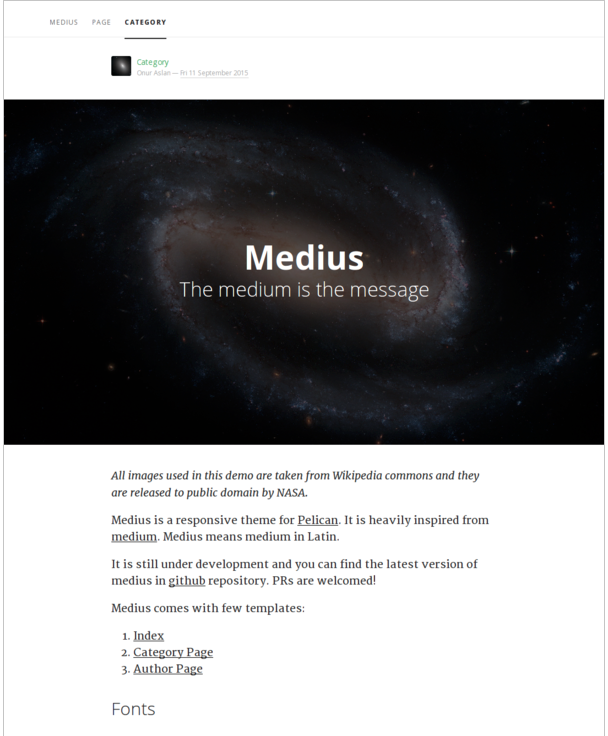 MEDIUS PAGE CATEGORY
Category
Onur Aslan — Fri 11 September 2015
Medius
The medium is the message
All images used in this demo are taken from Wikipedia commons and they
are released to public domain by NASA.
Medius is a responsive theme for Pelican. It is heavily inspired from
medium. Medius means medium in Latin.
It is still under development and you can find the latest version of
medius in github repository. PRs are welcomed!
Medius comes with few templates:
1. Index
2. Category Page
3. Author Page
Fonts